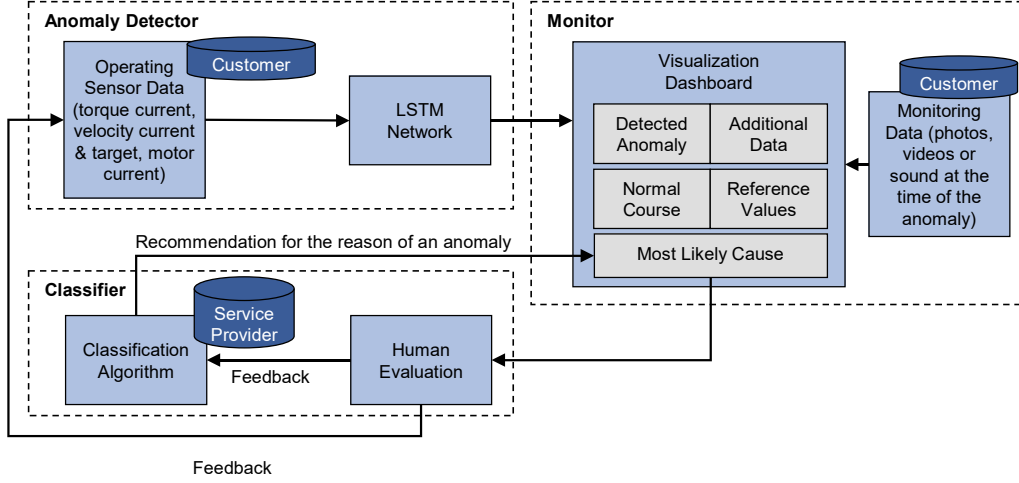 Anomaly Detector
Operating
Sensor Data
(torque current,
velocity current
& target, motor
current)
Customer
LSTM
Network
Monitor
Visualization
Dashboard
Detected
Anomaly
Additional
Data
Normal
Course
Reference
Values
Most Likely Cause
Customer
Monitoring
Data (photos,
videos or
sound at the
time of the
anomaly)
Recommendation for the reason of an anomaly
Classifier
Service
Provider
Classification
Algorithm
Feedback
Human
Evaluation
Feedback